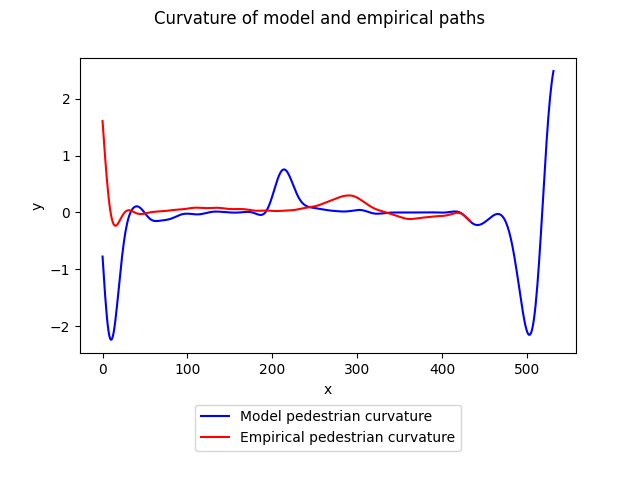 Curvature of model and empirical paths
2
1
0
−1
−2
y
0 100 200 300 400 500
x
Model pedestrian curvature
Empirical pedestrian curvature